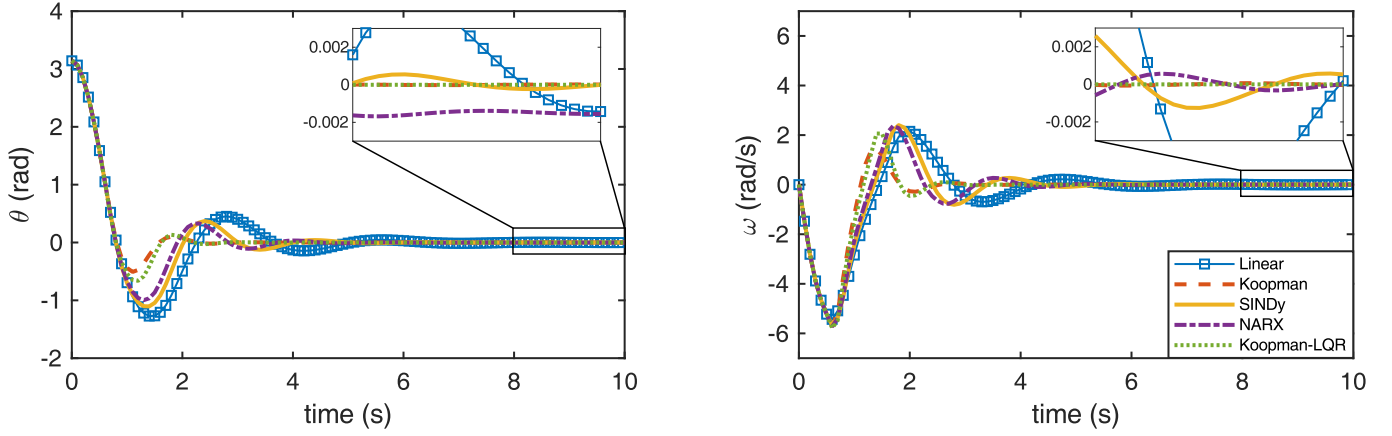 4
3
2
1
0
-1
-2
θ (rad)
0.002
0
-0.002
0 2 4 6 8 10
time (s)
6
4
2
0
-2
-4
-6
ω (rad/s)
0.002
0
-0.002
Linear
Koopman
SINDy
NARX
Koopman-LQR
0 2 4 6 8 10
time (s)